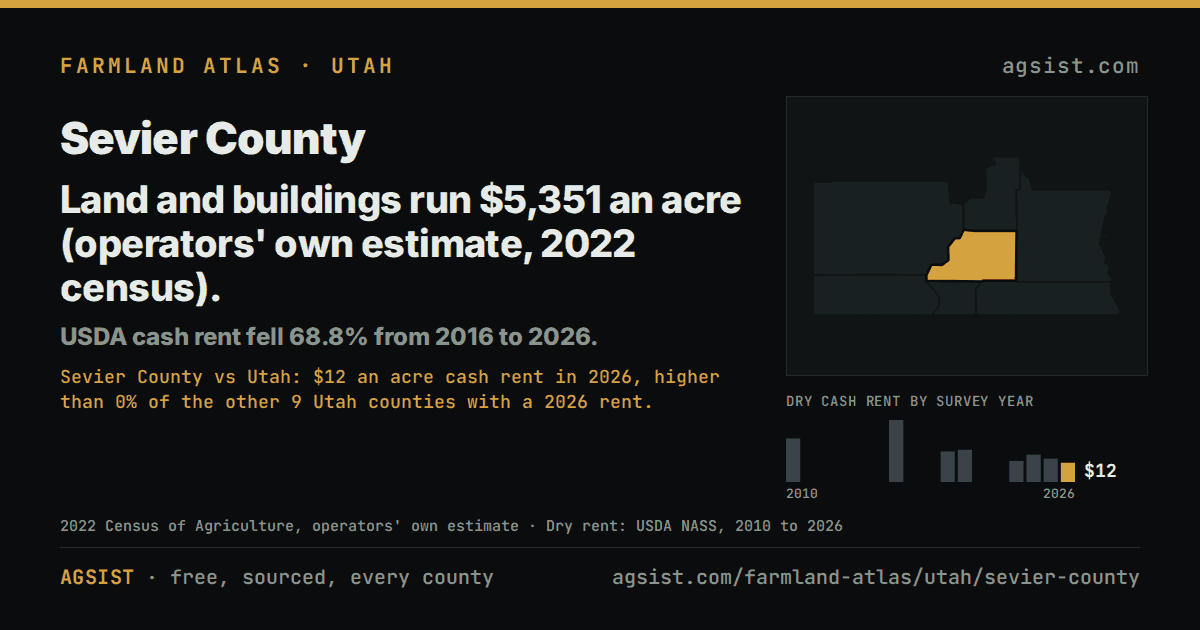 FARMLAND ATLAS · UTAH
agsist.com
Sevier County
Land and buildings run $5,351 an acre
(operators' own estimate, 2022
census).
USDA cash rent fell 68.8% from 2016 to 2026.
Sevier County vs Utah: $12 an acre cash rent in 2026, higher
than 0% of the other 9 Utah counties with a 2026 rent.
DRY CASH RENT BY SURVEY YEAR
$12
2010
2026
2022 Census of Agriculture, operators' own estimate · Dry rent: USDA NASS, 2010 to 2026
AGSIST · free, sourced, every county
agsist.com/farmland-atlas/utah/sevier-county